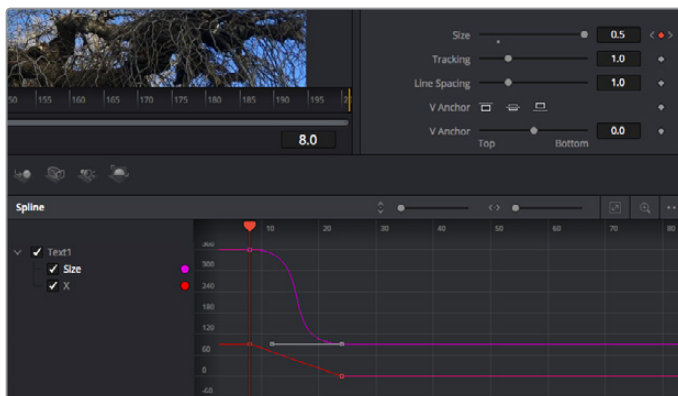 Size 0.5
Tracking 1.0
Line Spacing 1.0
V Anchor
V Anchor 0.0
Top Bottom
150 155 160 165 170 175 180 185 190 195
8.0
Spline
10 20 30 40 50 60 70 80
Text1
Size
X
300
240
180
120
60
0
-60